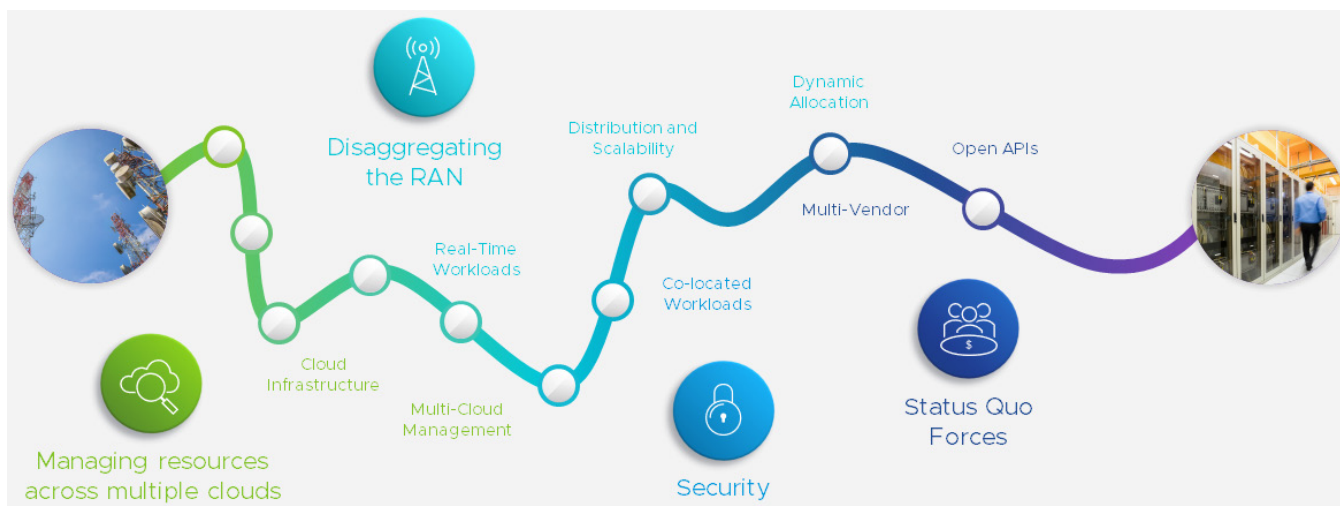 Disaggregating
the RAN
Distribution and
Scalability
Dynamic
Allocation
Open APIs
Multi-Vendor
Real-Time
Workloads
Co-located
Workloads
Cloud
Infrastructure
Multi-Cloud
Management
Managing resources
across multiple clouds
$
Security
Status Quo
Forces